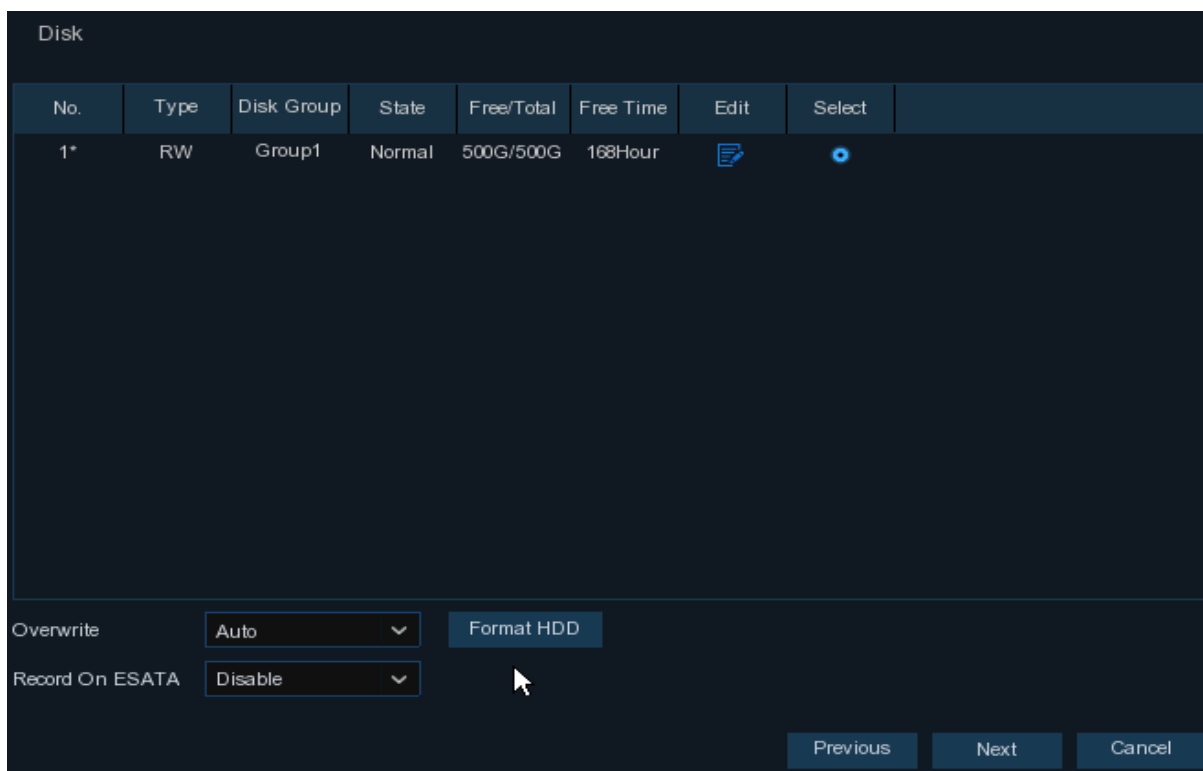 Disk
No. Type Disk Group State Free/Total Free Time Edit Select
1* RW Group1 Normal 500G/500G 168Hour
Overwrite Auto Format HDD
Record On ESATA Disable
Previous Next Cancel